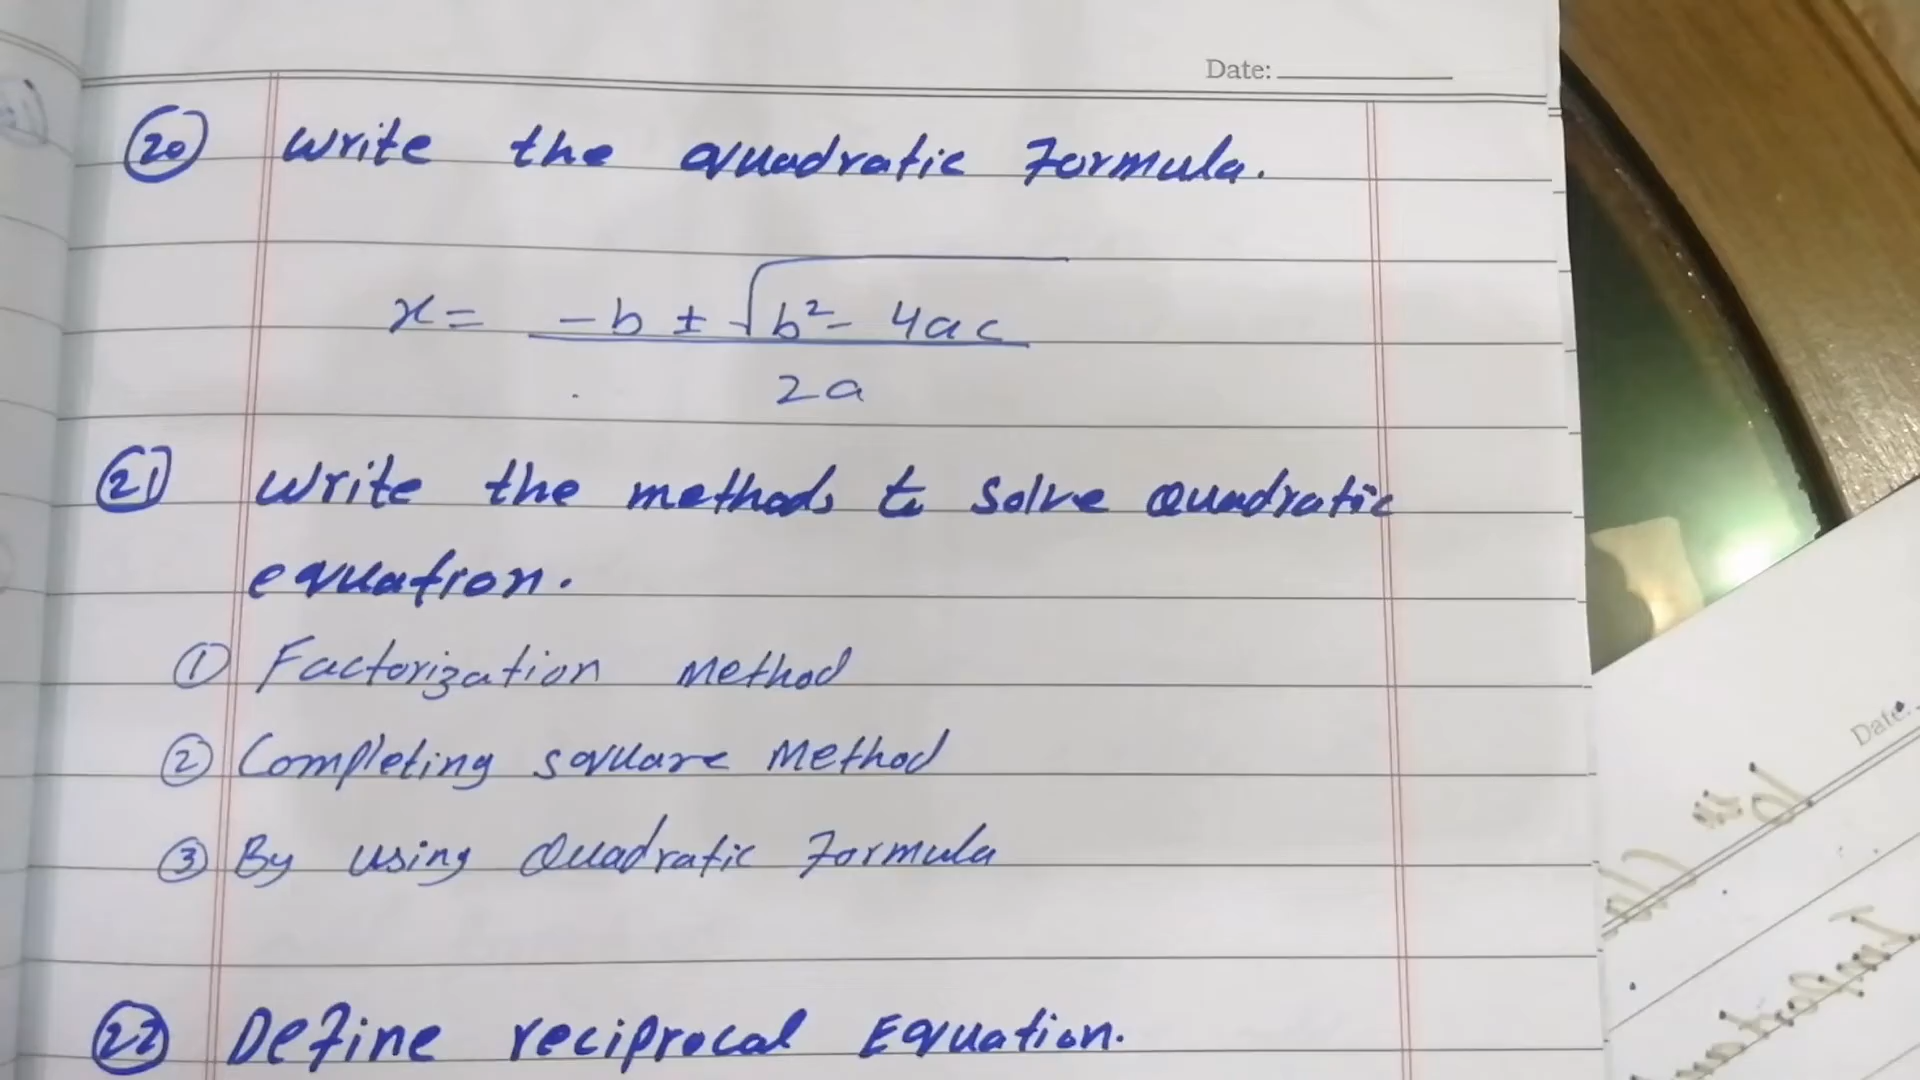 Date:
20 Write the quadratic Formula.
x = -b ± √b² - 4ac
2a
21 Write the methods to Solve Quadratic
equation.
1 Factorization Method
2 Completing square Method
3 By using Quadratic Formula
22 Define reciprocal Equation.
Date: